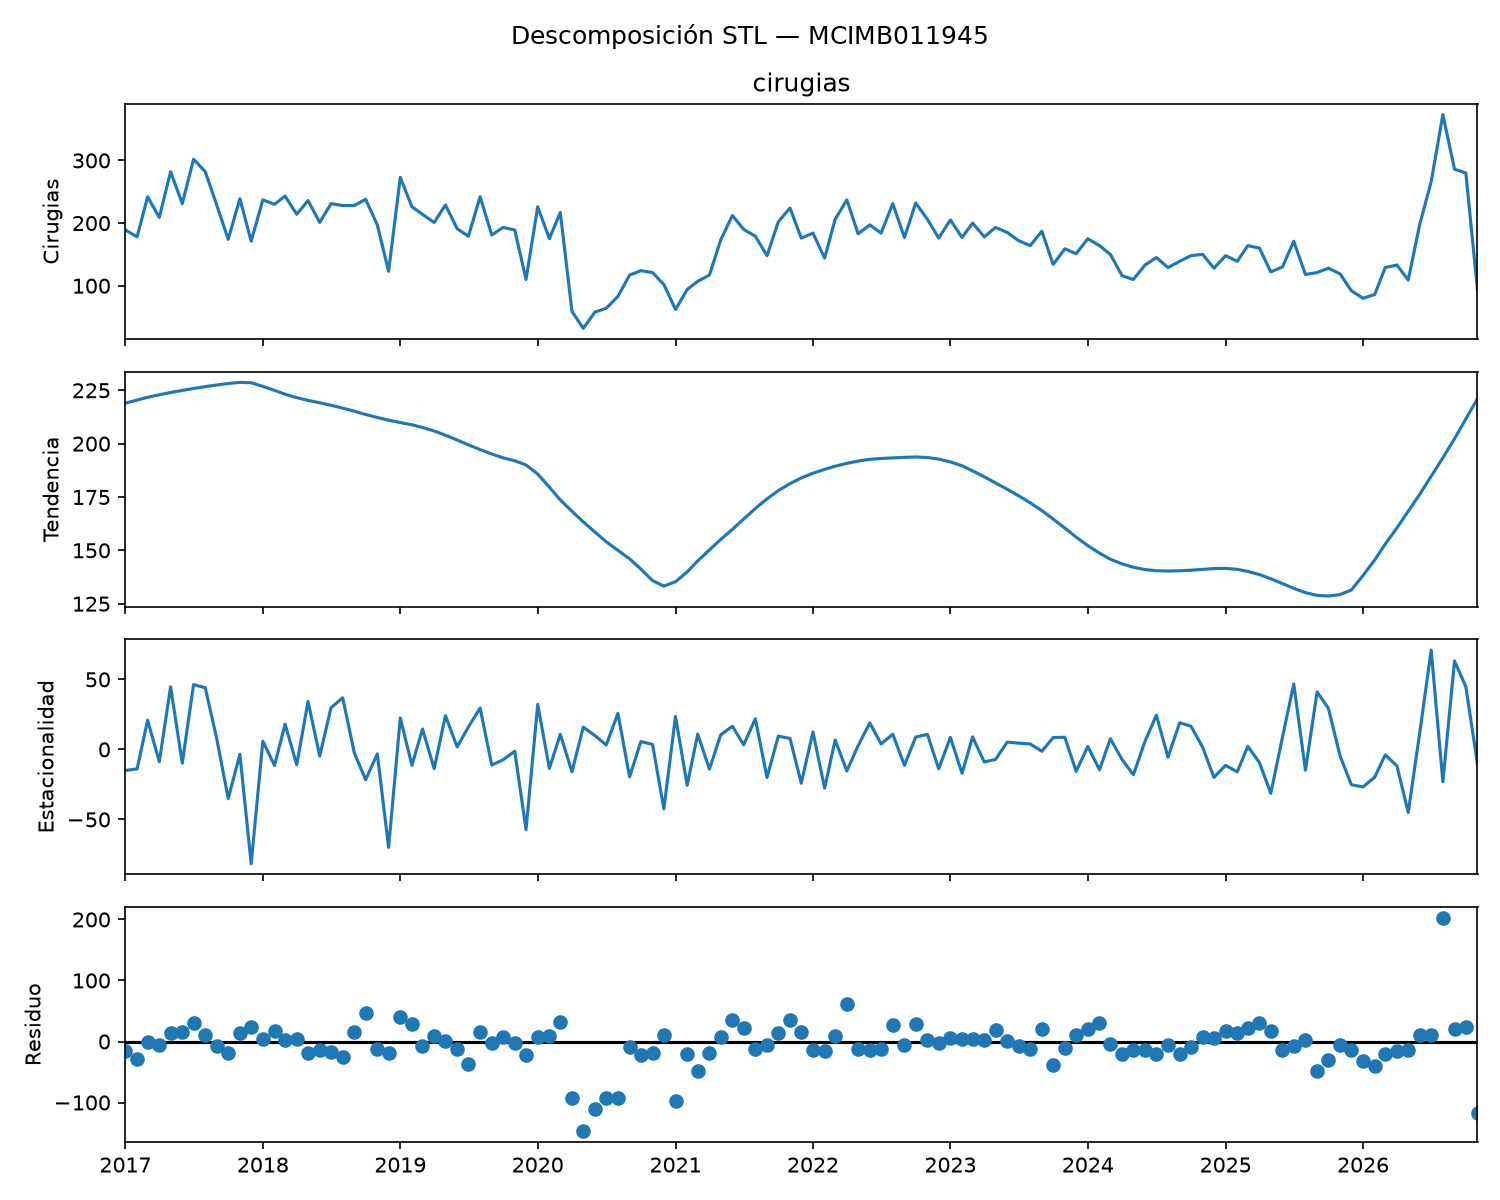 Descomposición STL — MCIMB011945
cirugias
Cirugias
300
200
100
Tendencia
225
200
175
150
125
Estacionalidad
50
0
−50
Residuo
200
100
0
−100
2017 2018 2019 2020 2021 2022 2023 2024 2025 2026